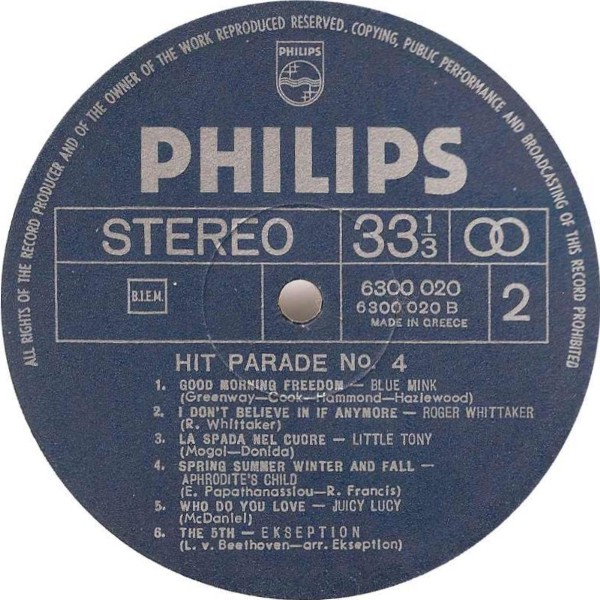 ALL RIGHTS OF THE RECORD PRODUCER AND OF THE OWNER OF THE WORK REPRODUCED RESERVED. COPYING, PUBLIC PERFORMANCE AND BROADCASTING OF THIS RECORD PROHIBITED
PHILIPS
PHILIPS
STEREO 33 1/3
B.I.E.M. 6300 020 2
6300 020 B
MADE IN GREECE
HIT PARADE No 4
1. GOOD MORNING FREEDOM — BLUE MINK
(Greenway—Cook—Hammond—Hazlewood)
2. I DON'T BELIEVE IN IF ANYMORE — ROGER WHITTAKER
(R. Whittaker)
3. LA SPADA NEL CUORE — LITTLE TONY
(Mogol—Donida)
4. SPRING SUMMER WINTER AND FALL —
APHRODITE'S CHILD
(E. Papathanassiou—R. Francis)
5. WHO DO YOU LOVE — JUICY LUCY
(McDaniel)
6. THE 5TH — EKSEPTION
(L. v. Beethoven—arr. Ekseption)